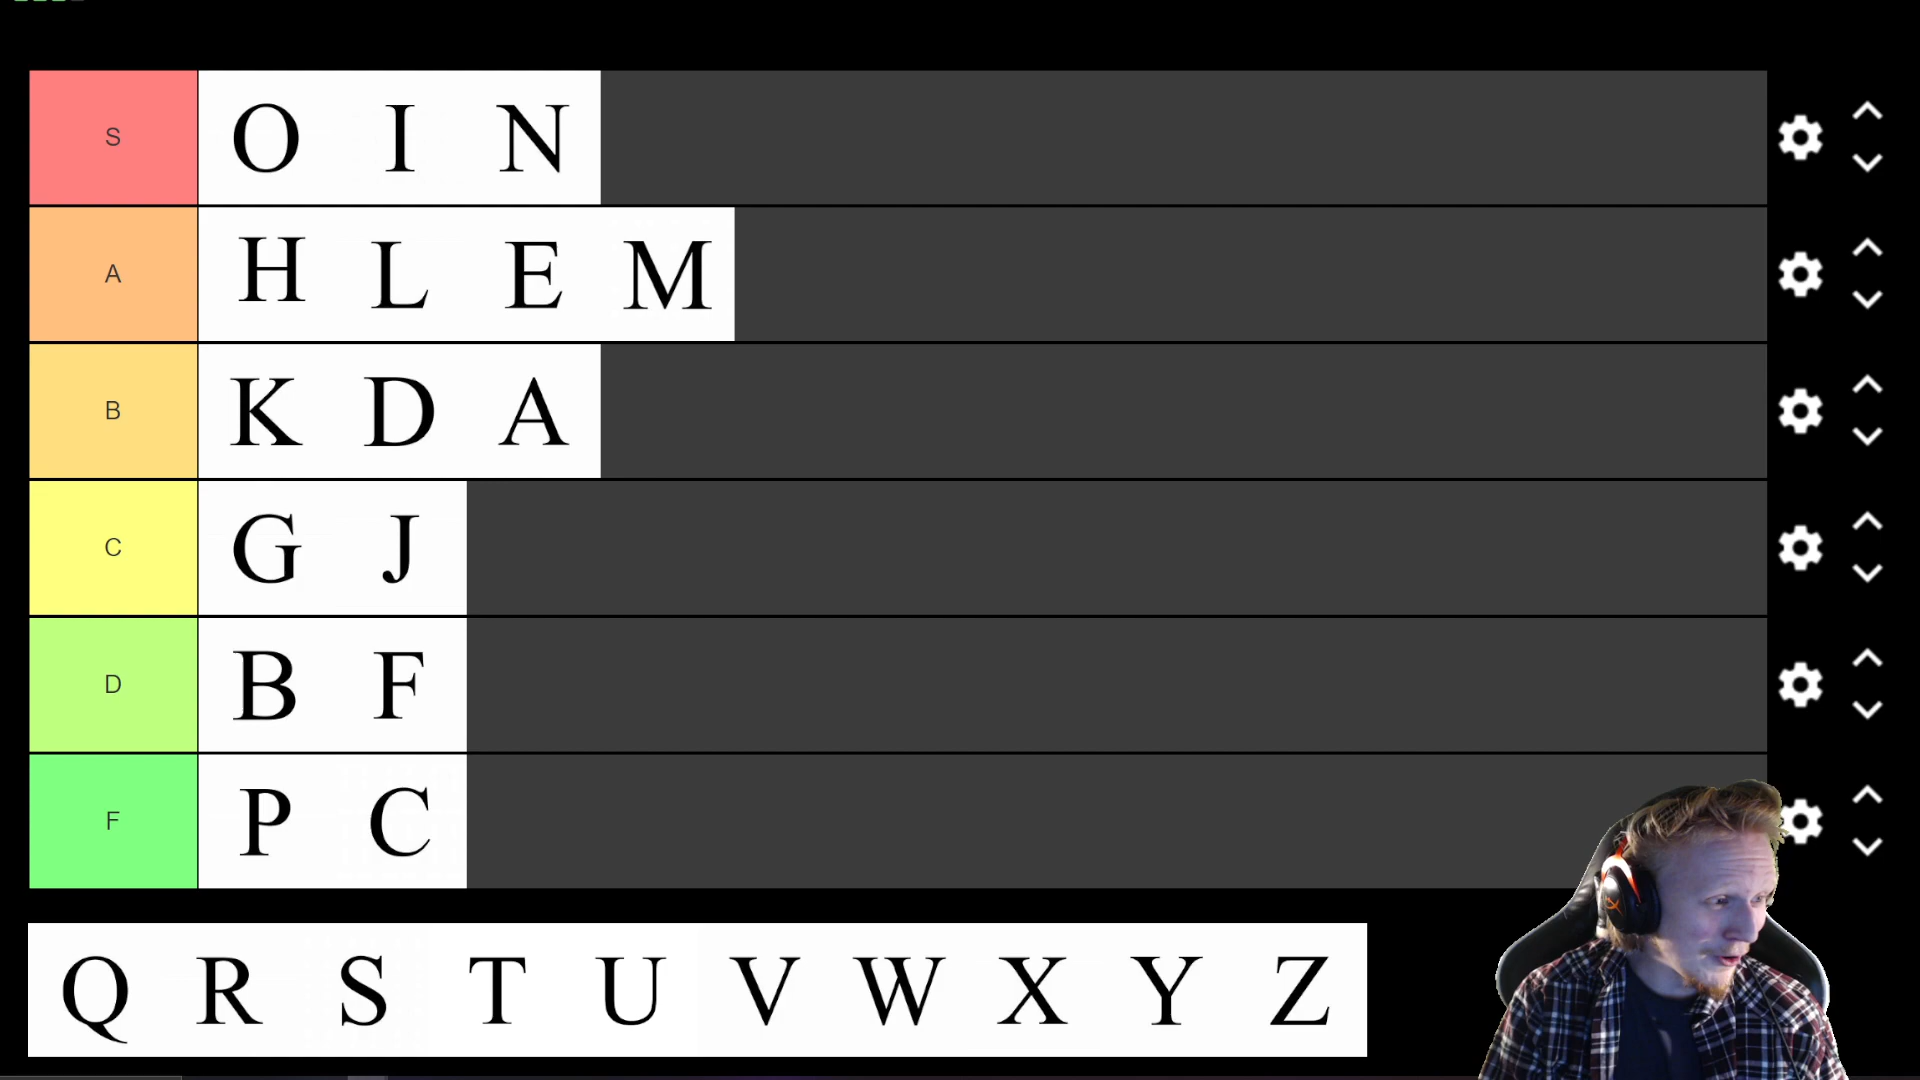 S O I N
A H L E M
B K D A
C G J
D B F
F P C
Q R S T U V W X Y Z